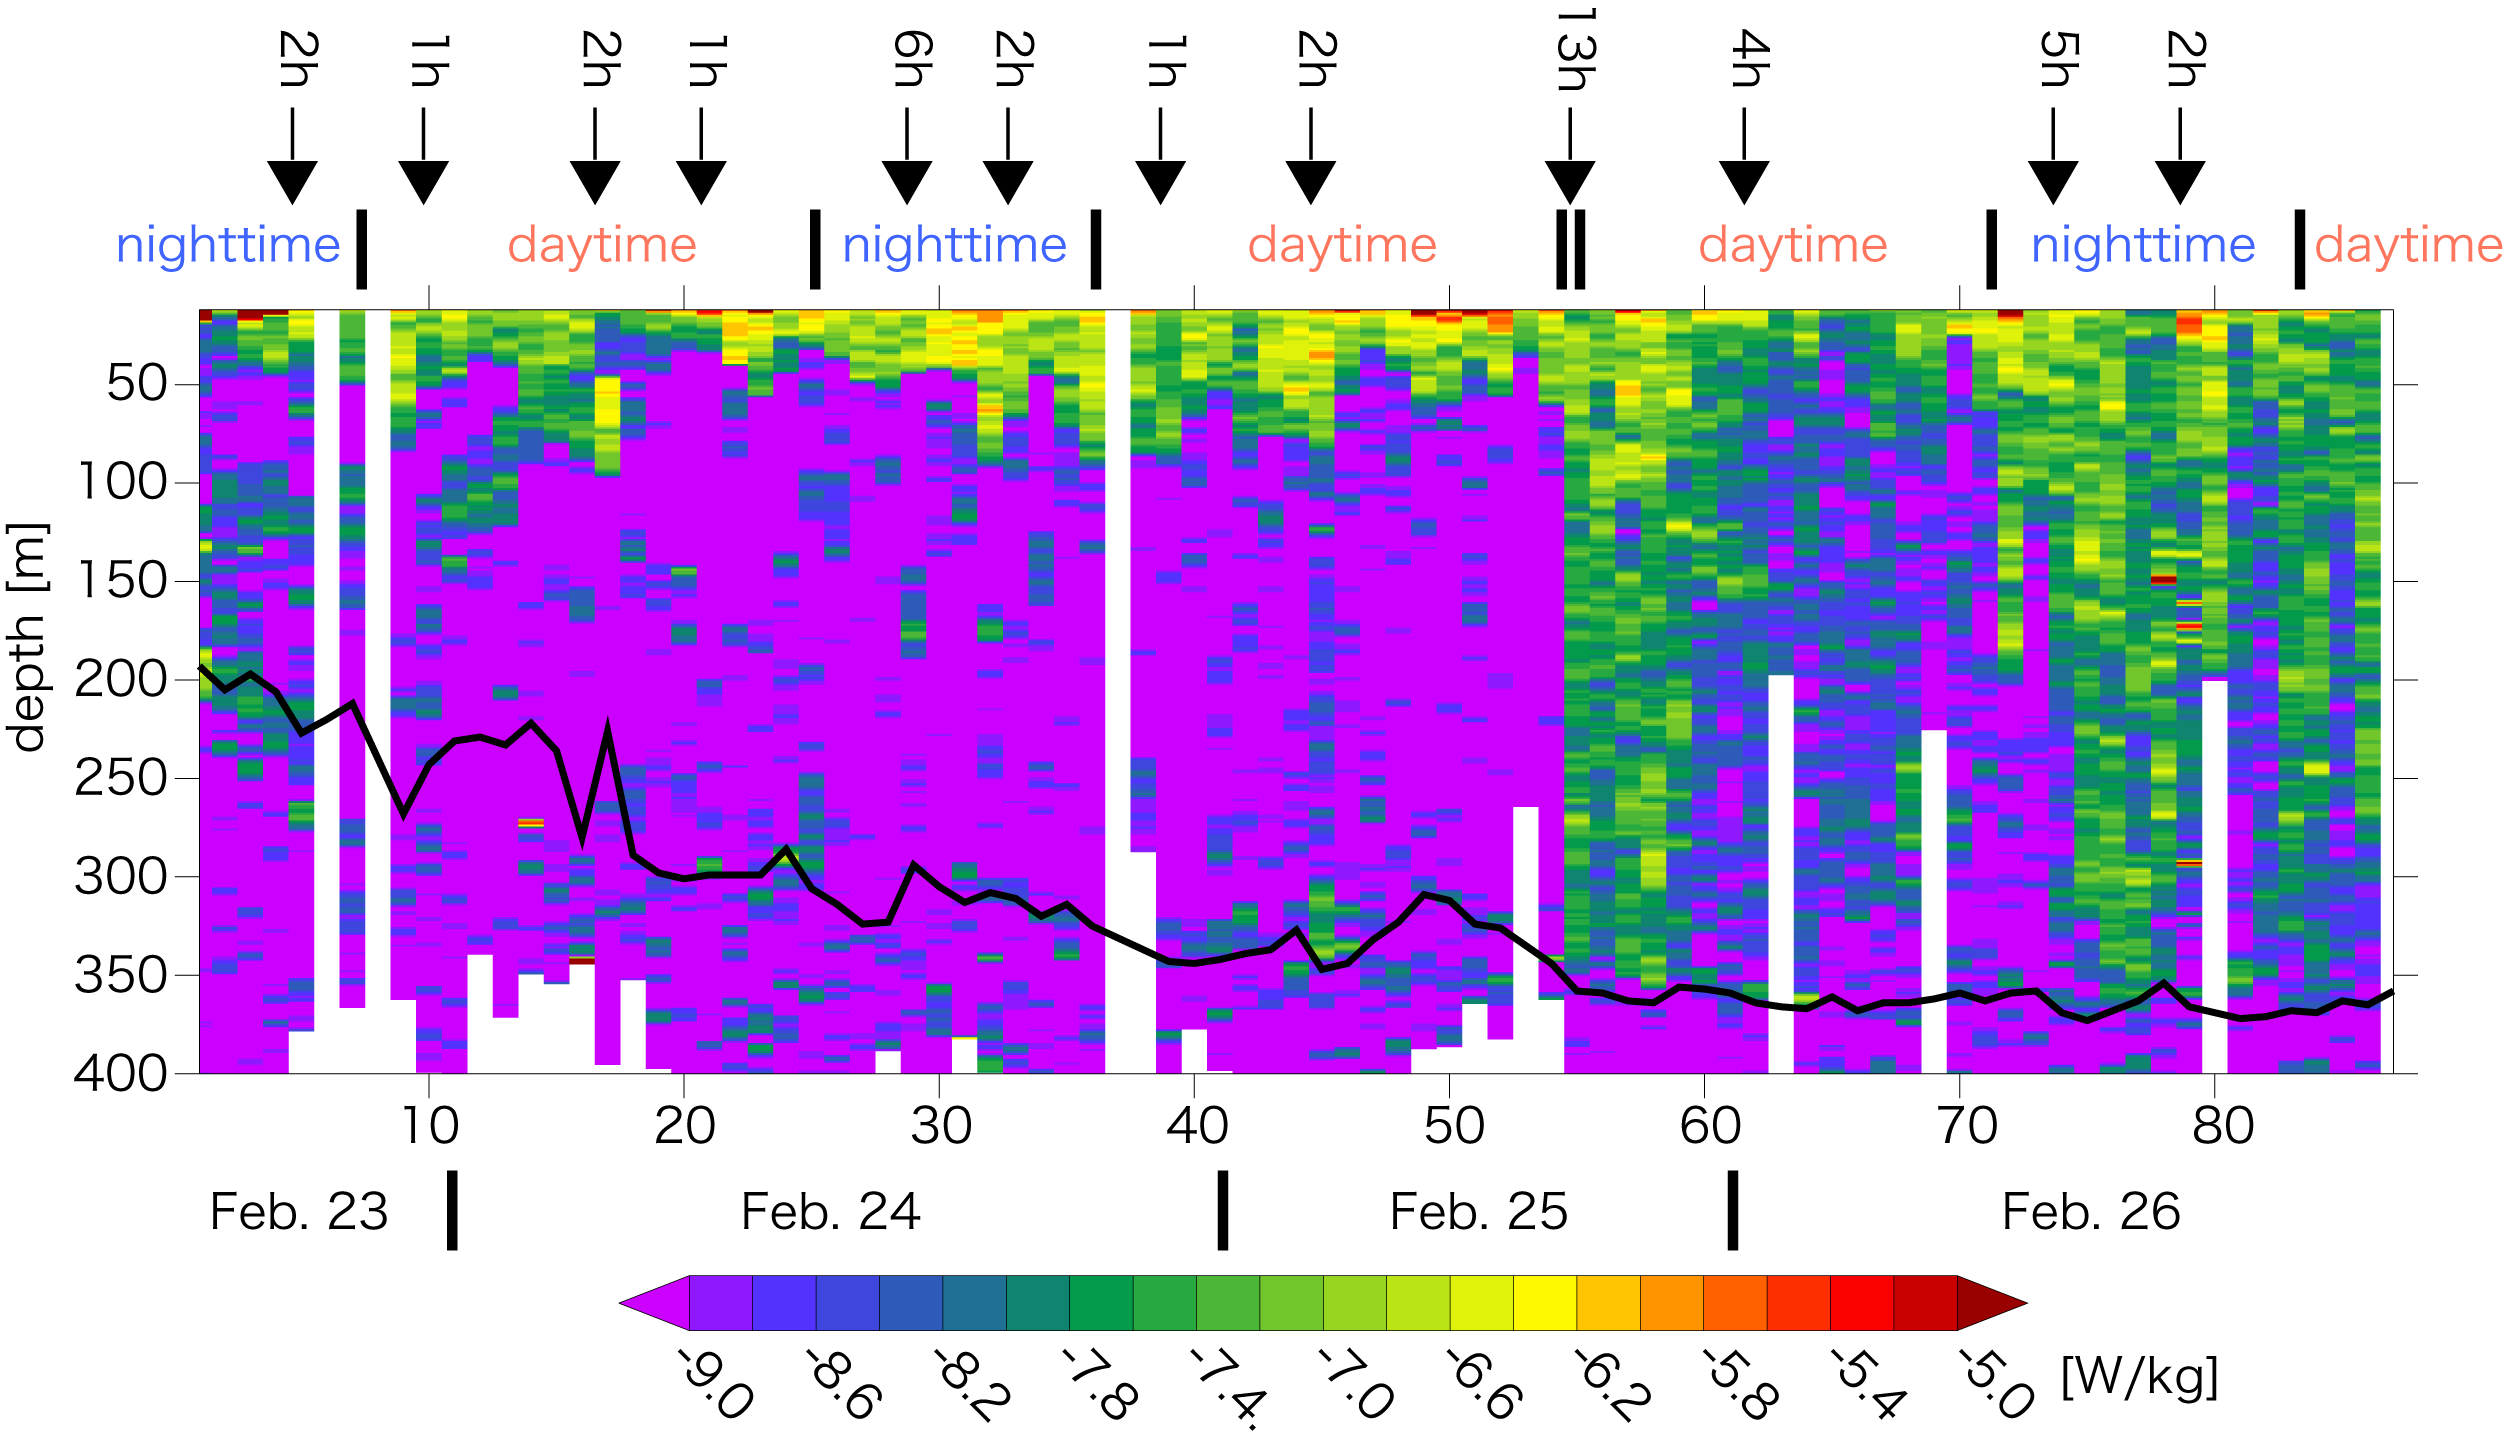 2h 1h 2h 1h 6h 2h 1h 2h 13h 4h 5h 2h
nighttime daytime nighttime daytime daytime nighttime daytime
depth [m]
50
100
150
200
250
300
350
400
10 20 30 40 50 60 70 80
Feb. 23 Feb. 24 Feb. 25 Feb. 26
-9.0 -8.6 -8.2 -7.8 -7.4. -7.0 -6.6 -6.2 -5.8 -5.4 -5.0 [W/kg]